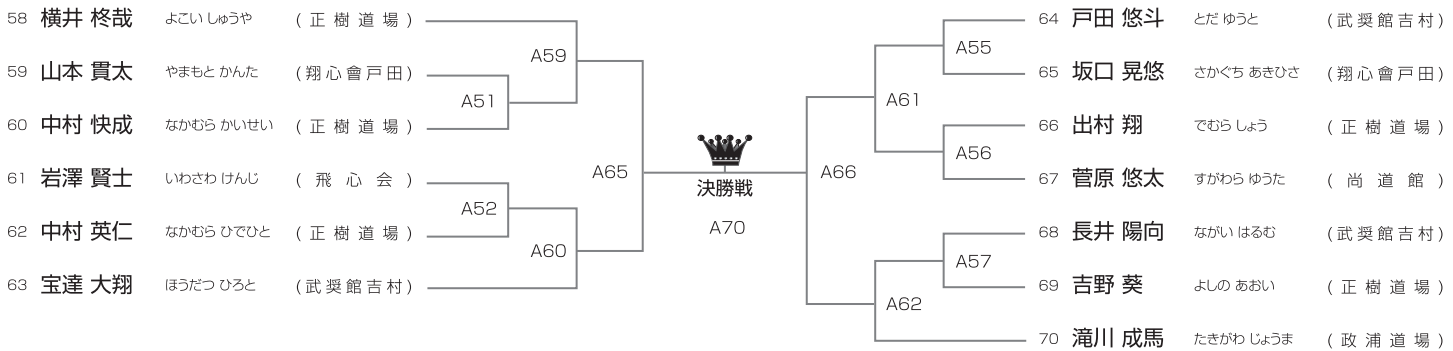 58 横井 柊哉 よこい しゅうや (正樹道場)
59 山本 貫太 やまもと かんた (翔心會戸田)
60 中村 快成 なかむら かいせい (正樹道場)
61 岩澤 賢士 いわさわ けんじ (飛心会)
62 中村 英仁 なかむら ひでひと (正樹道場)
63 宝達 大翔 ほうだつ ひろと (武奨館吉村)
A59
A51
A52
A60
A65
決勝戦
A70
A66
A55
A61
A56
A57
A62
64 戸田 悠斗 とだ ゆうと (武奨館吉村)
65 坂口 晃悠 さかぐち あきひさ (翔心會戸田)
66 出村 翔 でむら しょう (正樹道場)
67 菅原 悠太 すがわら ゆうた (尚道館)
68 長井 陽向 ながい はるむ (武奨館吉村)
69 吉野 葵 よしの あおい (正樹道場)
70 滝川 成馬 たきがわ じょうま (政浦道場)